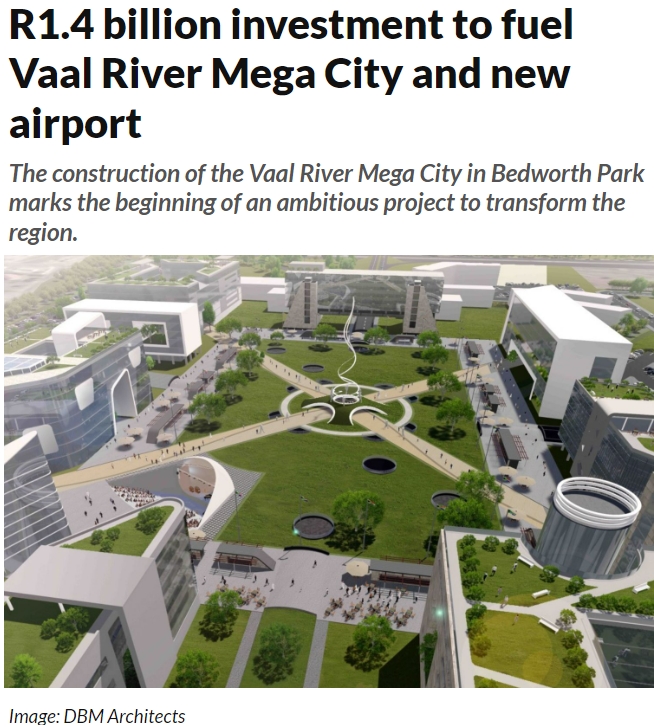 R1.4 billion investment to fuel
Vaal River Mega City and new
airport
The construction of the Vaal River Mega City in Bedworth Park
marks the beginning of an ambitious project to transform the
region.
Image: DBM Architects